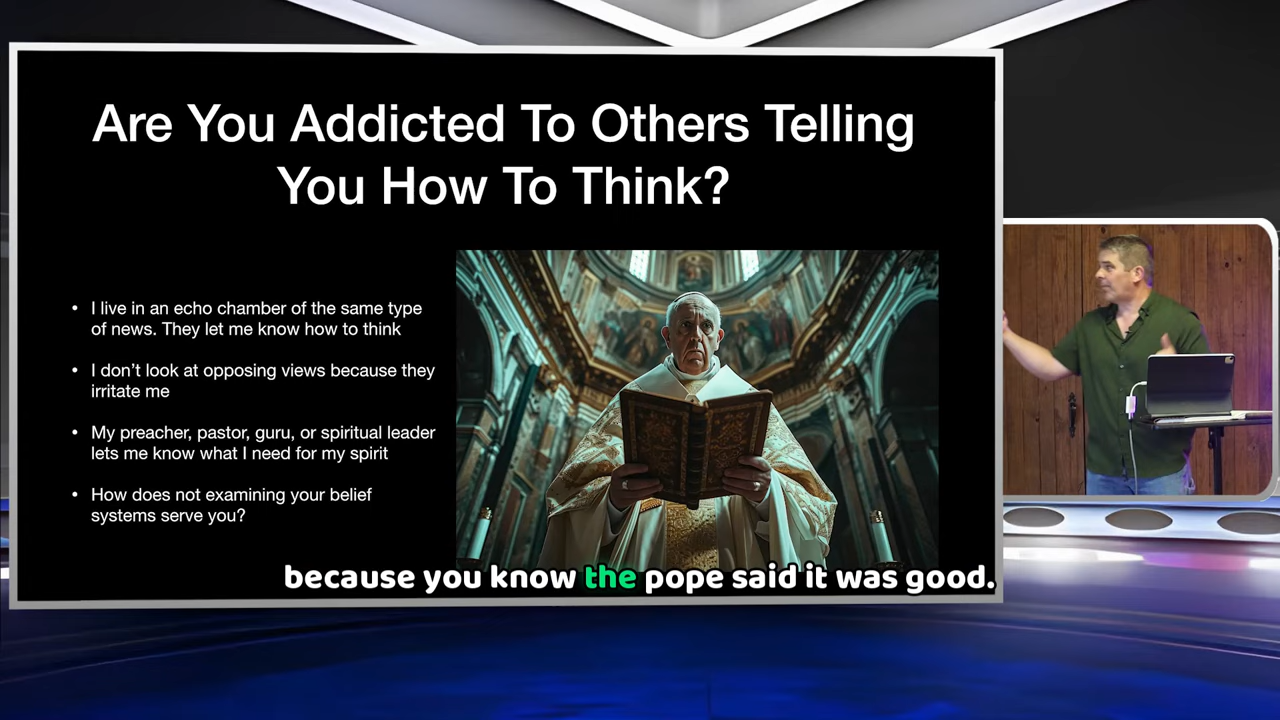 Are You Addicted To Others Telling
You How To Think?
• I live in an echo chamber of the same type
of news. They let me know how to think
• I don’t look at opposing views because they
irritate me
• My preacher, pastor, guru, or spiritual leader
lets me know what I need for my spirit
• How does not examining your belief
systems serve you?
because you know the pope said it was good.